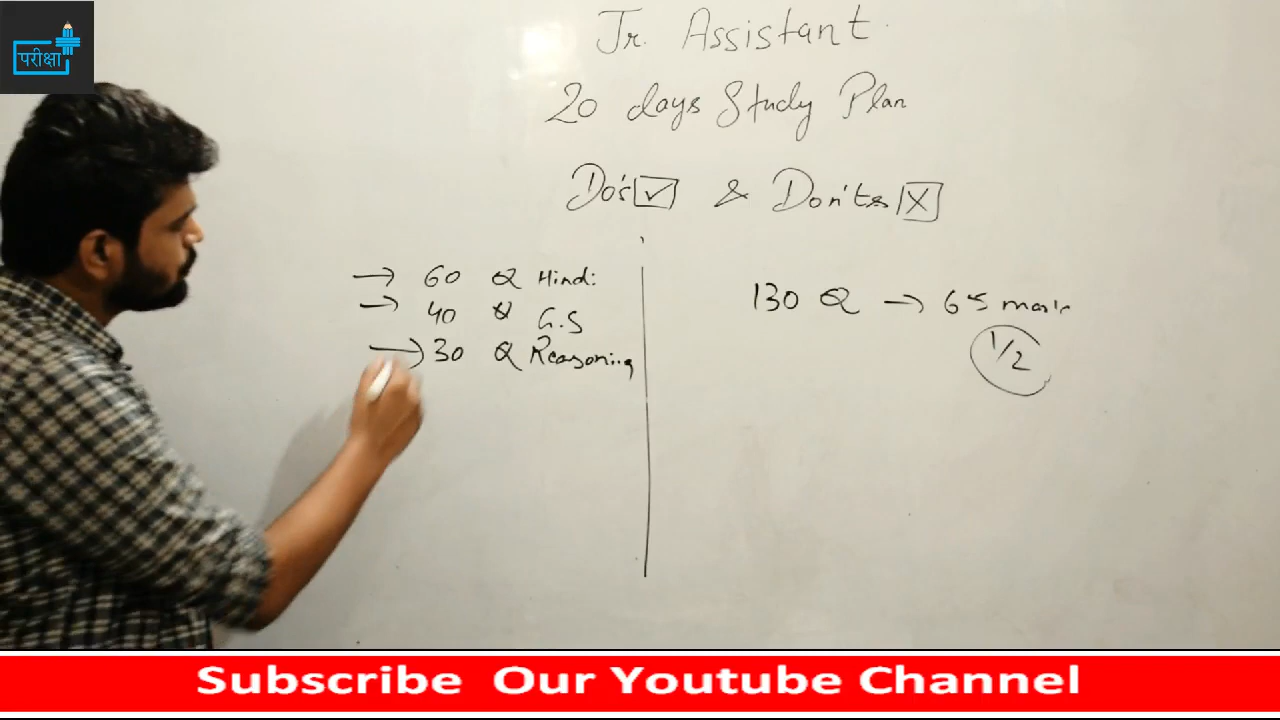 परीक्षा
Jr. Assistant
20 days Study Plan
Do's ✓ & Don'ts X
→ 60 Q Hindi
→ 40 Q G.S
→ 30 Q Reasoning
130 Q → 65 mark
1/2
Subscribe Our Youtube Channel